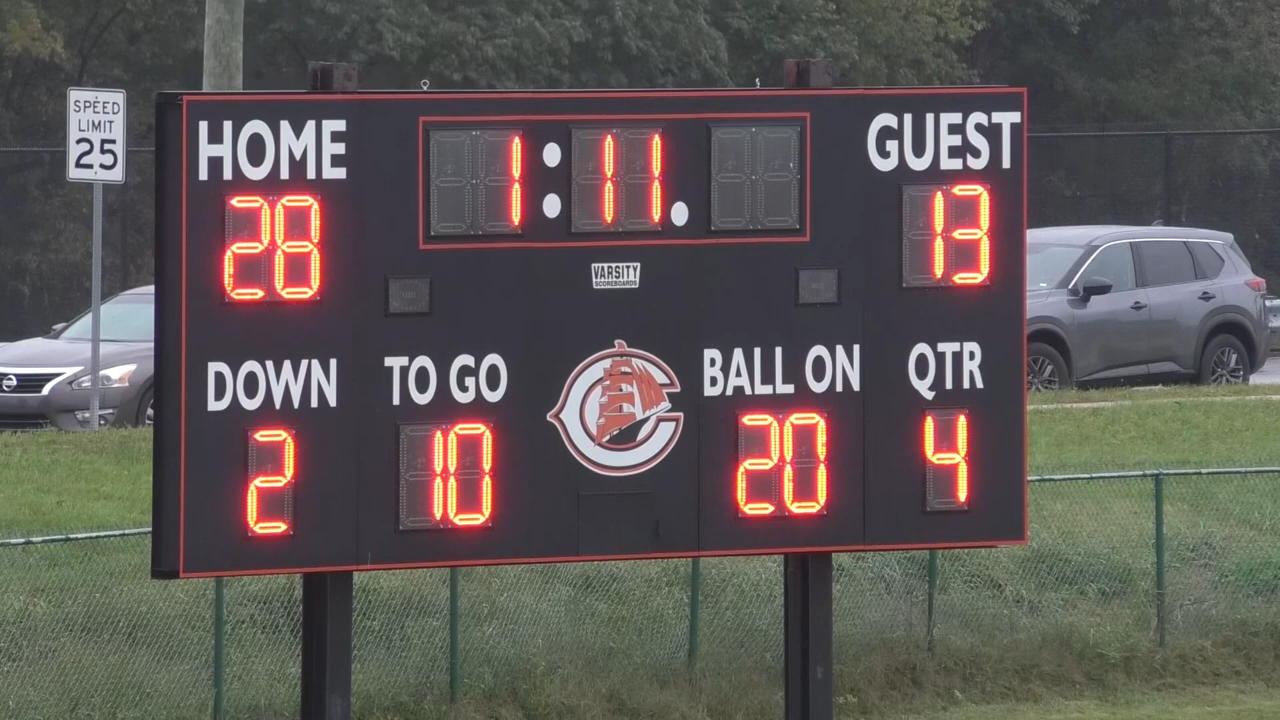 SPEED
LIMIT
25
HOME
28
1:11.
GUEST
13
VARSITY
SCOREBOARDS
DOWN
2
TO GO
10
C
BALL ON
20
QTR
4